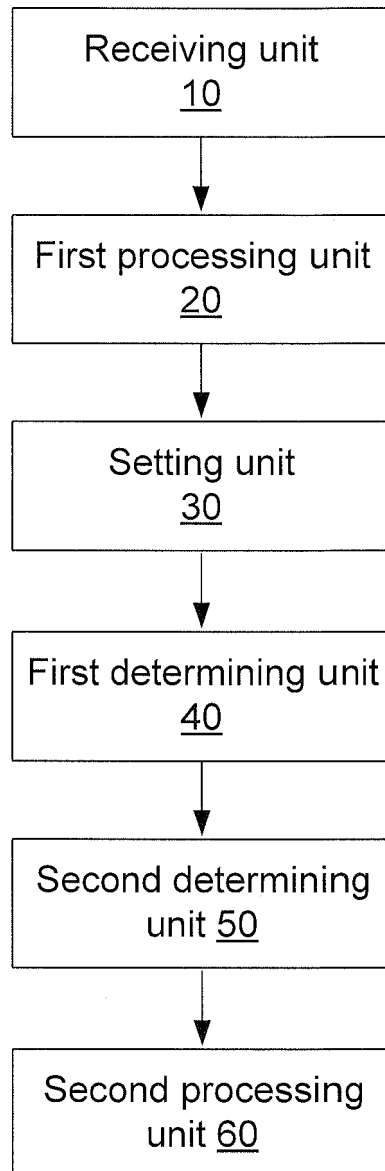 Receiving unit
10
First processing unit
20
Setting unit
30
First determining unit
40
Second determining
unit 50
Second processing
unit 60